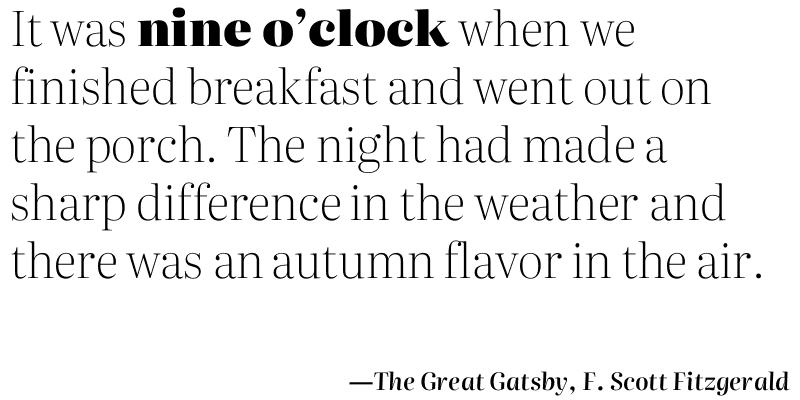 It was nine o’clock when we
finished breakfast and went out on
the porch. The night had made a
sharp difference in the weather and
there was an autumn flavor in the air.
—The Great Gatsby, F. Scott Fitzgerald